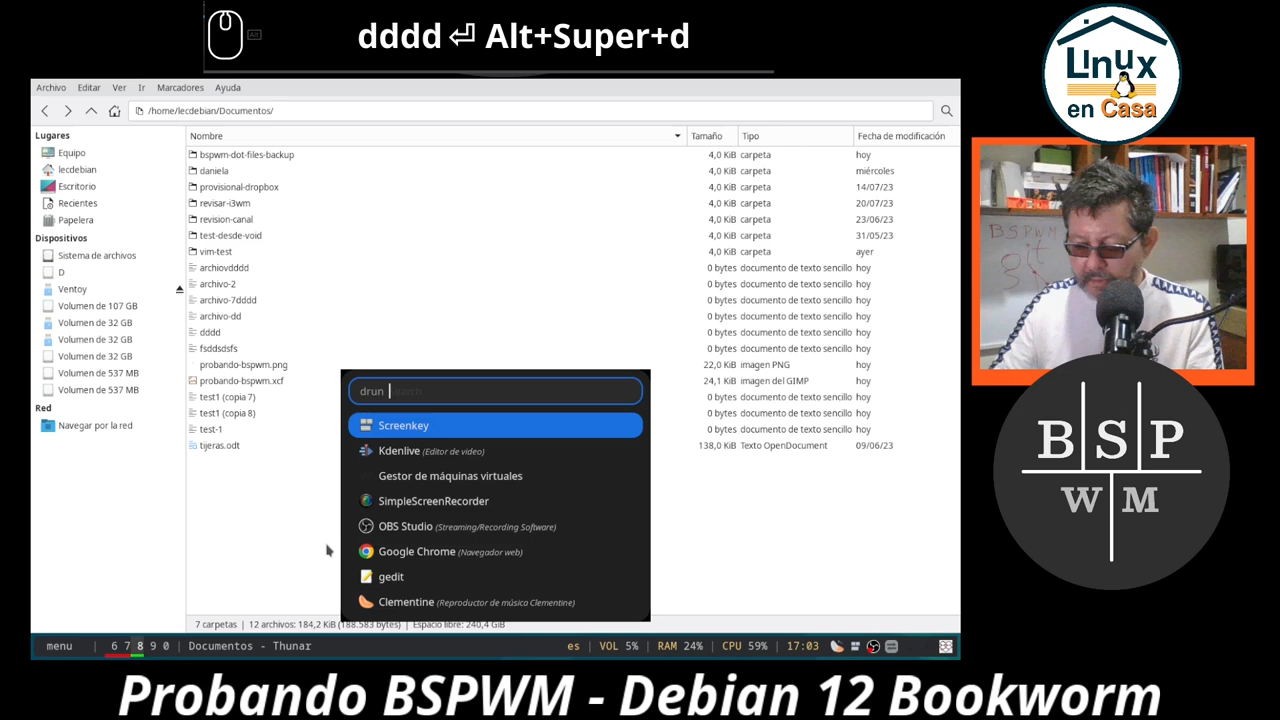 dddd⏎ Alt+Super+d
Alt
Linux
en Casa
Archivo Editar Ver Ir Marcadores Ayuda
/home/lecdebian/Documentos/
Lugares
Equipo
lecdebian
Escritorio
Recientes
Papelera
Dispositivos
Sistema de archivos
D
Ventoy
Volumen de 107 GB
Volumen de 32 GB
Volumen de 32 GB
Volumen de 32 GB
Volumen de 537 MB
Volumen de 537 MB
Red
Navegar por la red
Nombre Tamaño Tipo Fecha de modificación
bspwm-dot-files-backup 4,0 KiB carpeta hoy
daniela 4,0 KiB carpeta miércoles
provisional-dropbox 4,0 KiB carpeta 14/07/23
revisar-i3wm 4,0 KiB carpeta 20/07/23
revision-canal 4,0 KiB carpeta 23/06/23
test-desde-void 4,0 KiB carpeta 31/05/23
vim-test 4,0 KiB carpeta ayer
archiovdddd 0 bytes documento de texto sencillo hoy
archivo-2 0 bytes documento de texto sencillo hoy
archivo-7dddd 0 bytes documento de texto sencillo hoy
archivo-dd 0 bytes documento de texto sencillo hoy
dddd 0 bytes documento de texto sencillo hoy
fsddsdsfs 0 bytes documento de texto sencillo hoy
probando-bspwm.png 22,0 KiB imagen PNG hoy
probando-bspwm.xcf 24,1 KiB imagen del GIMP hoy
test1 (copia 7) 0 bytes documento de texto sencillo hoy
test1 (copia 8) 0 bytes documento de texto sencillo hoy
test-1 0 bytes documento de texto sencillo hoy
tijeras.odt 138,0 KiB Texto OpenDocument 09/06/23
drun
Screenkey
Kdenlive (Editor de video)
Gestor de máquinas virtuales
SimpleScreenRecorder
OBS Studio (Streaming/Recording Software)
Google Chrome (Navegador web)
gedit
Clementine (Reproductor de música Clementine)
7 carpetas | 12 archivos: 184,2 KiB (188.583 bytes) | Espacio libre: 240,4 GiB
menu | 6 7 8 9 0 | Documentos - Thunar es | VOL 5% | RAM 24% | CPU 59% | 17:03
BSPWM
BSP
WM
Probando BSPWM - Debian 12 Bookworm